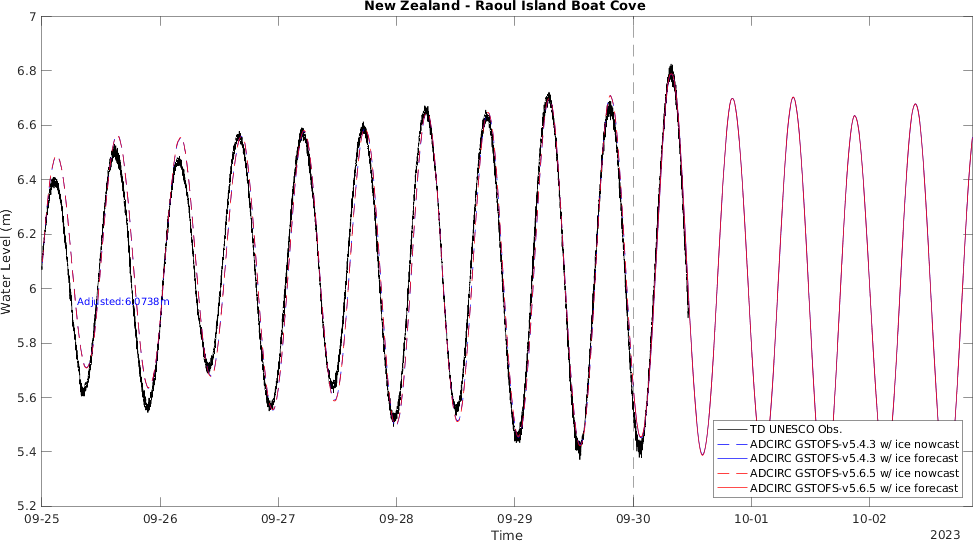 New Zealand - Raoul Island Boat Cove
7
6.8
6.6
6.4
6.2
6
5.8
5.6
5.4
5.2
Water Level (m)
Adjusted:6.0738m
TD UNESCO Obs.
ADCIRC GSTOFS-v5.4.3 w/ ice nowcast
ADCIRC GSTOFS-v5.4.3 w/ ice forecast
ADCIRC GSTOFS-v5.6.5 w/ ice nowcast
ADCIRC GSTOFS-v5.6.5 w/ ice forecast
09-25 09-26 09-27 09-28 09-29 09-30 10-01 10-02
Time
2023